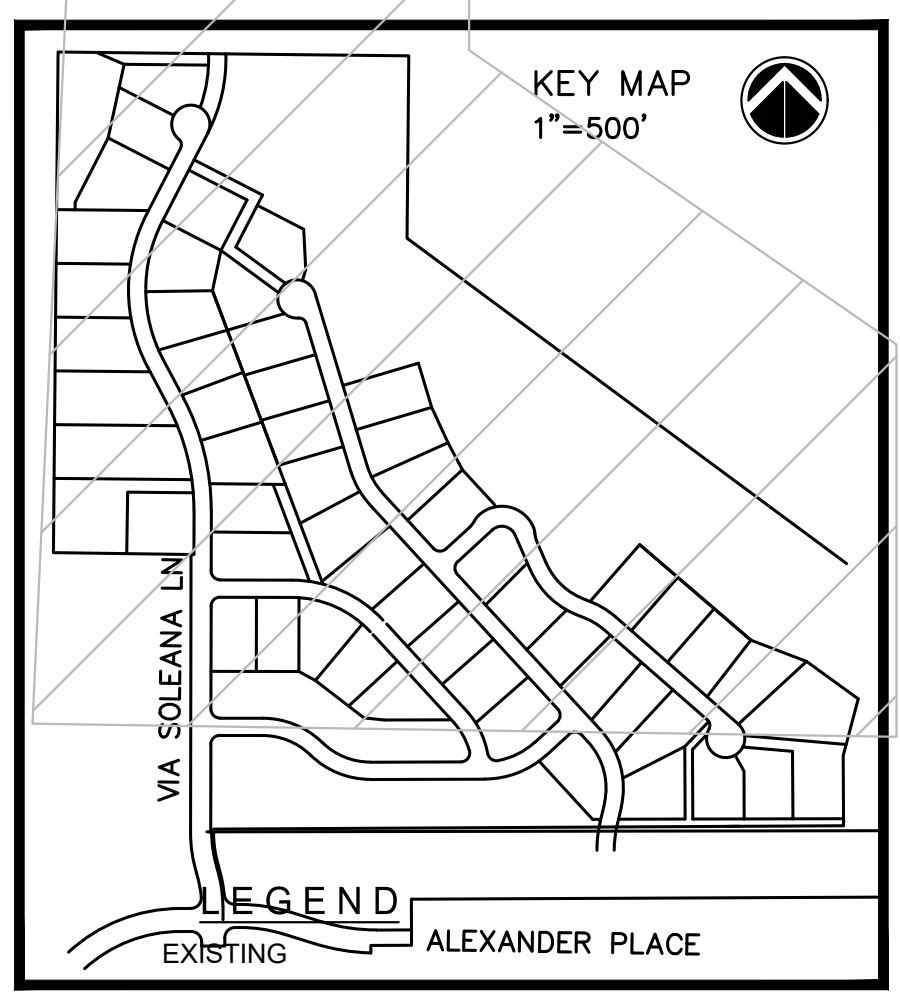 KEY MAP
1"=500'
VIA SOLEANA LN
LEGEND
EXISTING
ALEXANDER PLACE